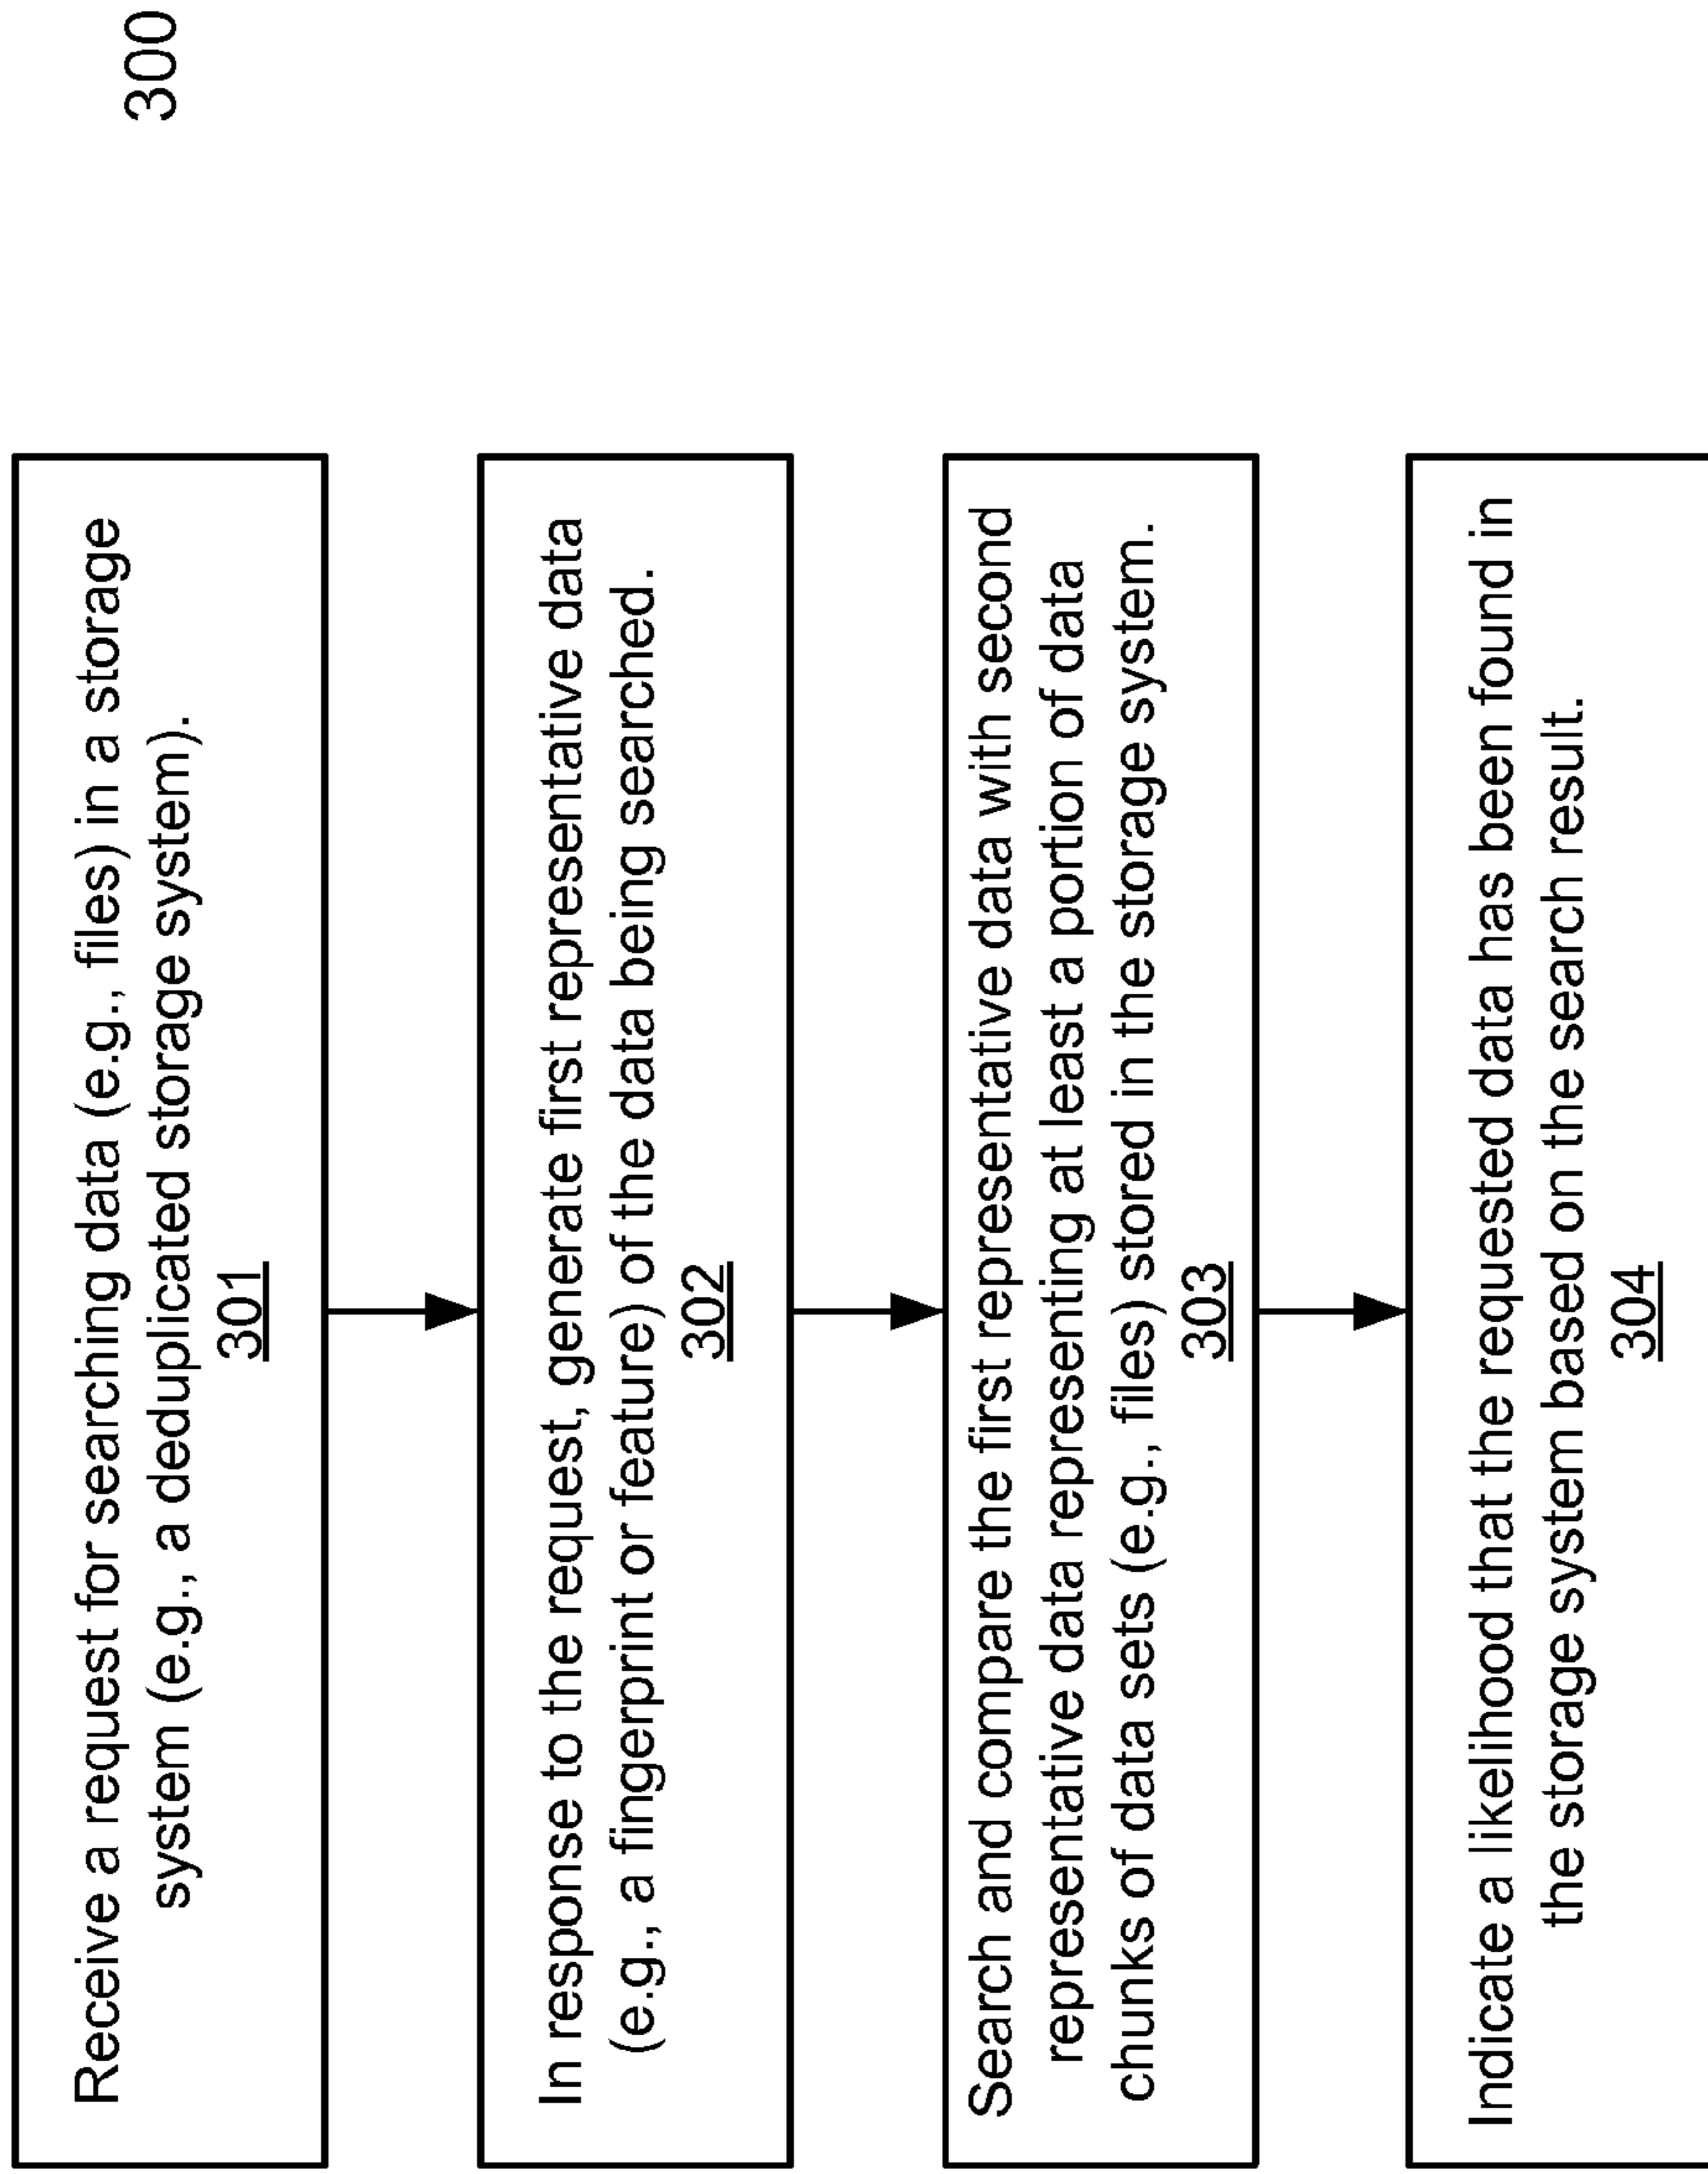 300
Receive a request for searching data (e.g., files) in a storage
system (e.g., a deduplicated storage system).
301
In response to the request, generate first representative data
(e.g., a fingerprint or feature) of the data being searched.
302
Search and compare the first representative data with second
representative data representing at least a portion of data
chunks of data sets (e.g., files) stored in the storage system.
303
Indicate a likelihood that the requested data has been found in
the storage system based on the search result.
304